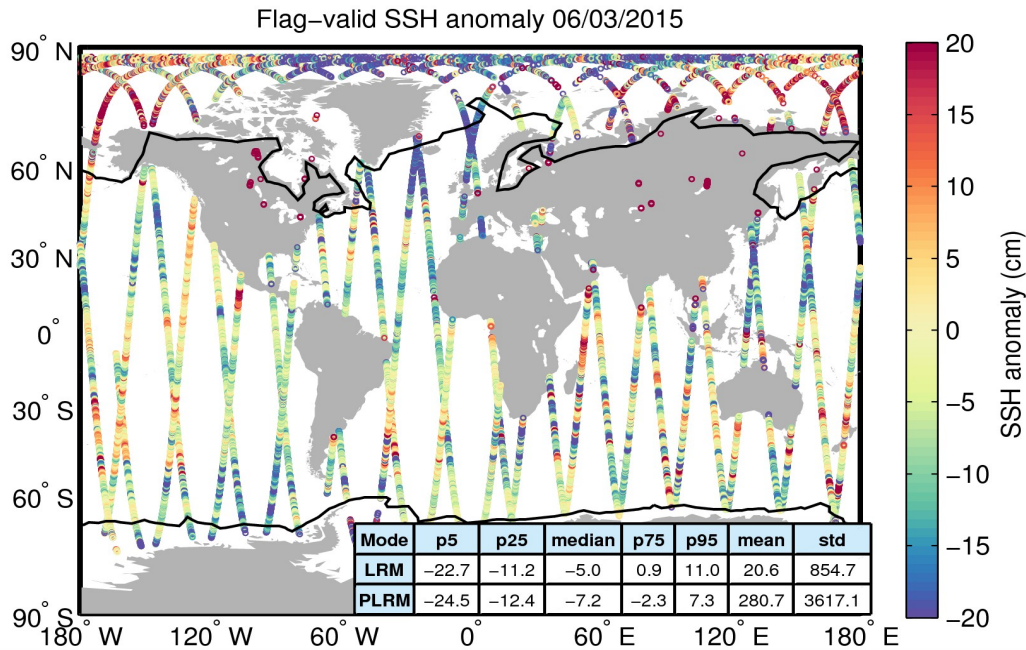 Flag−valid SSH anomaly 06/03/2015
90° N
60° N
30° N
0°
30° S
60° S
90° S
180° W
120° W
60° W
0°
60° E
120° E
180° E
Mode p5 p25 median p75 p95 mean std
LRM −22.7 −11.2 −5.0 0.9 11.0 20.6 854.7
PLRM −24.5 −12.4 −7.2 −2.3 7.3 280.7 3617.1
20
15
10
5
0
−5
−10
−15
−20
SSH anomaly (cm)